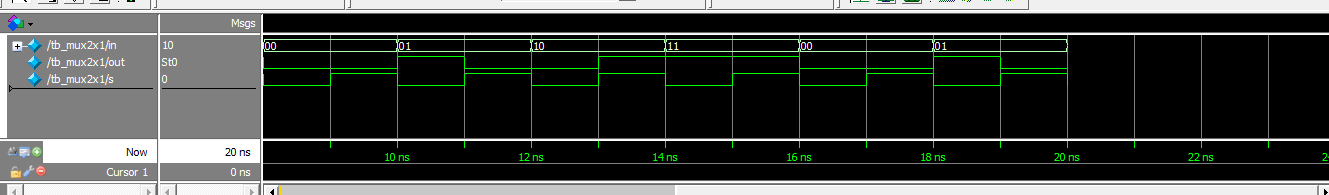 Msgs
/tb_mux2x1/in 10 00 01 10 11 00 01
/tb_mux2x1/out St0
/tb_mux2x1/s 0
Now 20 ns 10 ns 12 ns 14 ns 16 ns 18 ns 20 ns 22 ns
Cursor 1 0 ns